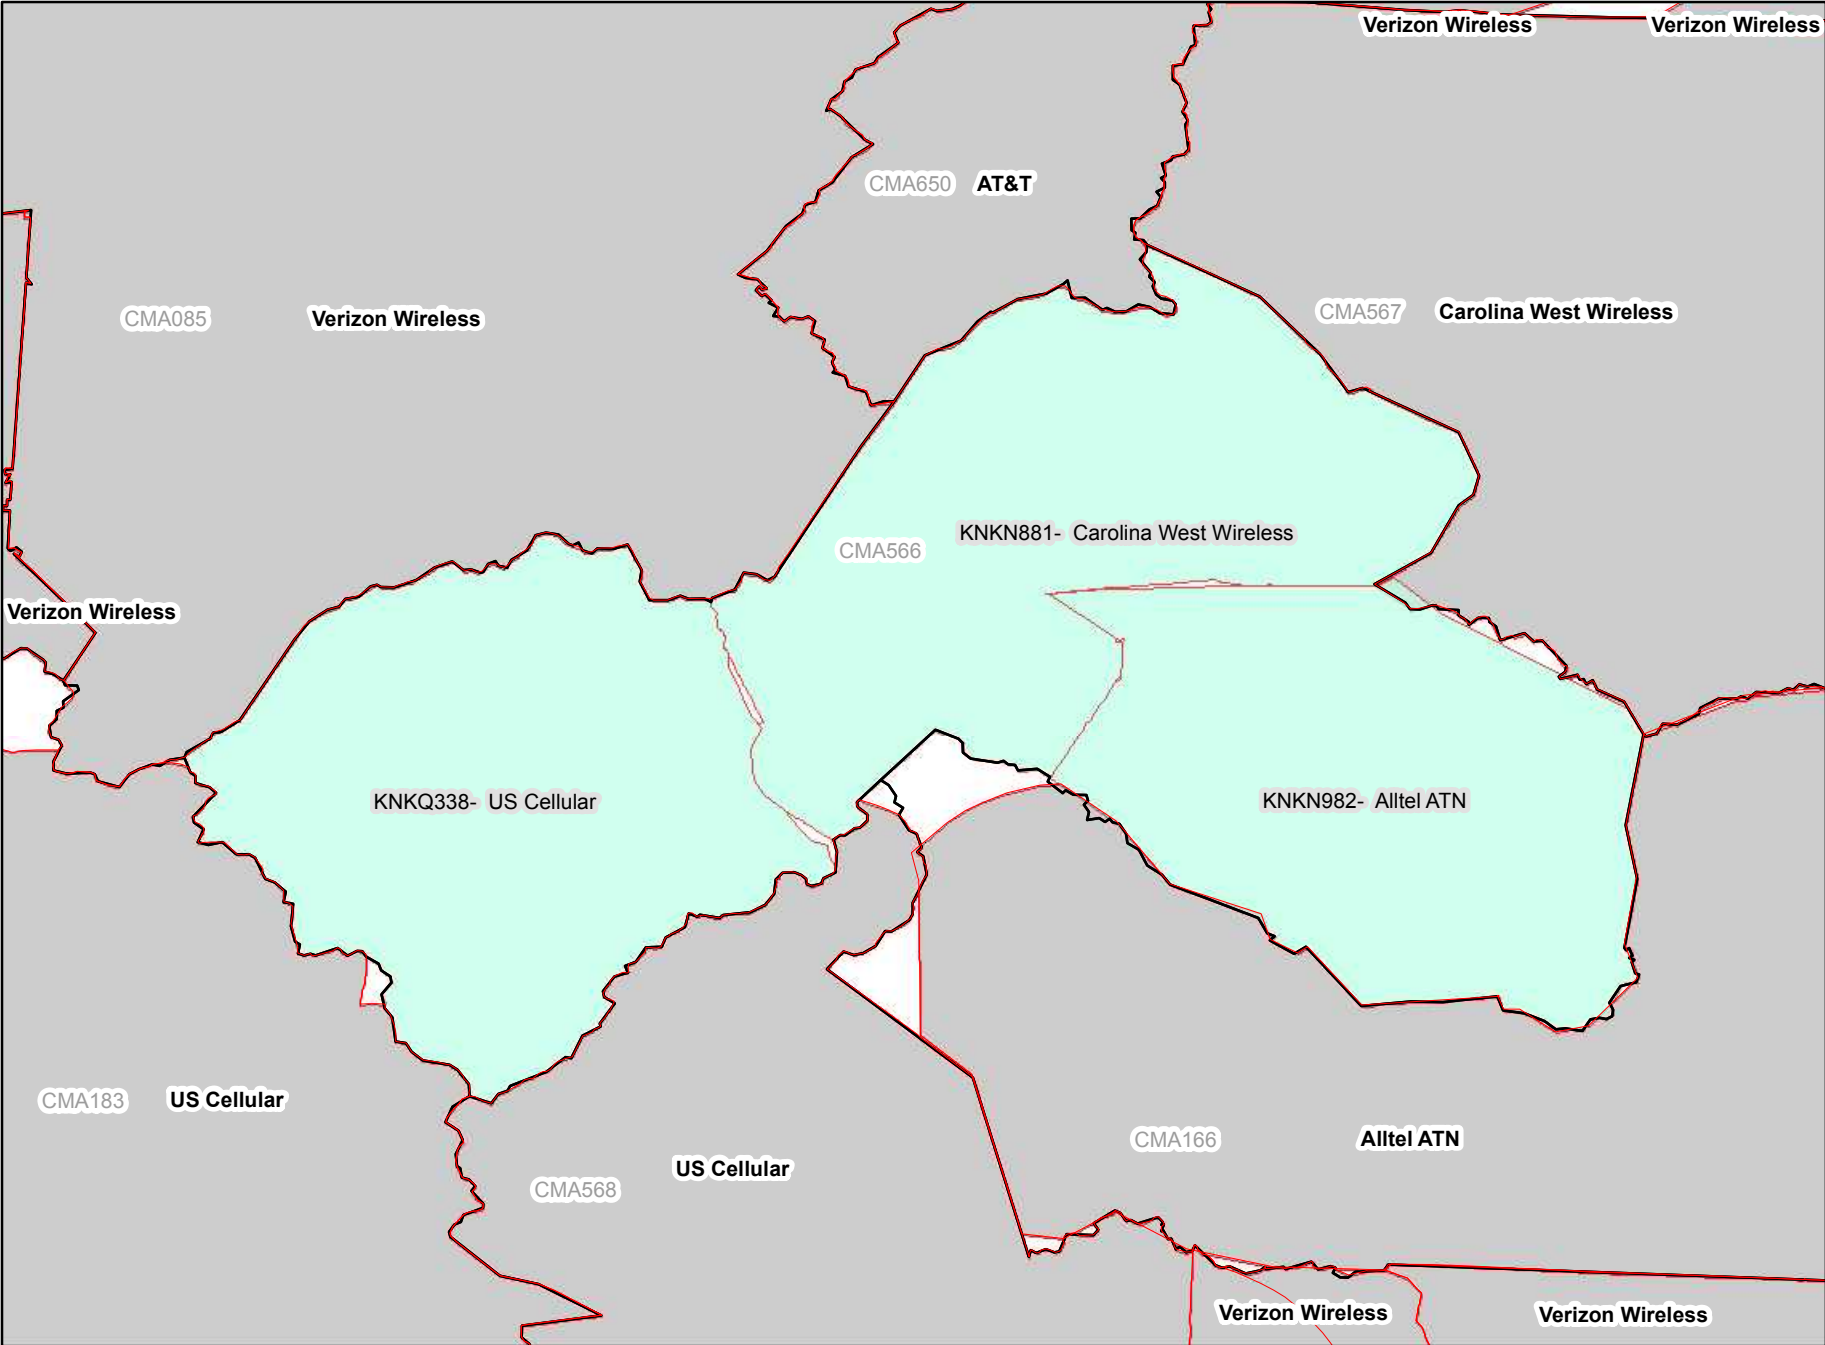 Verizon Wireless
Verizon Wireless
CMA650 AT&T
CMA085 Verizon Wireless
CMA567 Carolina West Wireless
KNKN881- Carolina West Wireless
CMA566
Verizon Wireless
KNKQ338- US Cellular
KNKN982- Alltel ATN
CMA183 US Cellular
CMA166 Alltel ATN
US Cellular
CMA568
Verizon Wireless
Verizon Wireless